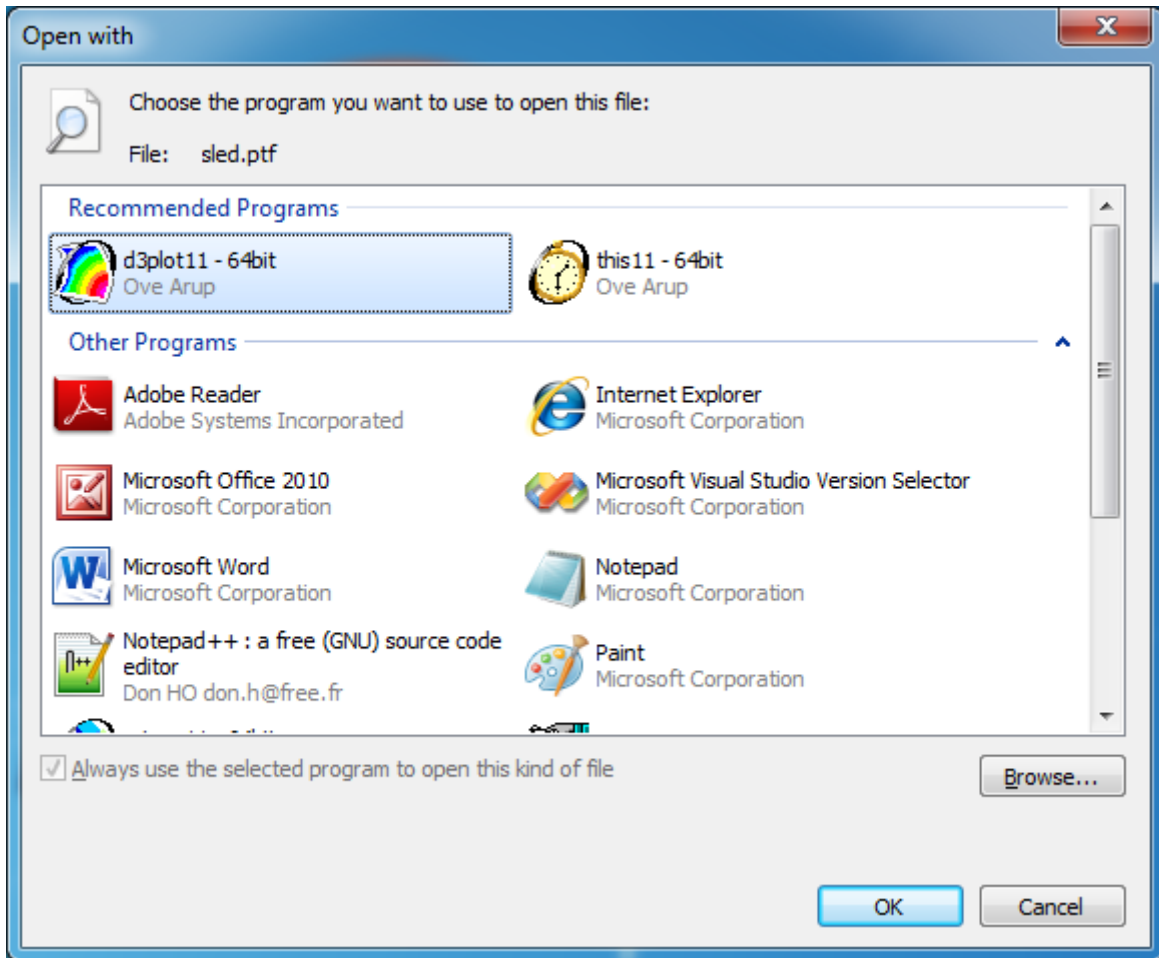 Open with
Choose the program you want to use to open this file:
File: sled.ptf
Recommended Programs
d3plot11 - 64bit
Ove Arup
this11 - 64bit
Ove Arup
Other Programs
Adobe Reader
Adobe Systems Incorporated
Internet Explorer
Microsoft Corporation
Microsoft Office 2010
Microsoft Corporation
Microsoft Visual Studio Version Selector
Microsoft Corporation
Microsoft Word
Microsoft Corporation
Notepad
Microsoft Corporation
Notepad++ : a free (GNU) source code
editor
Don HO don.h@free.fr
Paint
Microsoft Corporation
Always use the selected program to open this kind of file
Browse...
OK
Cancel